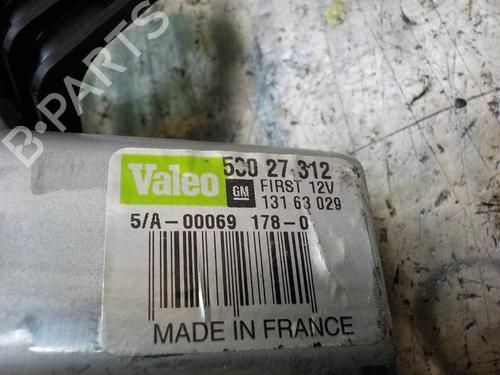 B-PARTS
Valeo 530 27 312
GM FIRST 12V
131 63 029
5/A-00069 178-0
MADE IN FRANCE